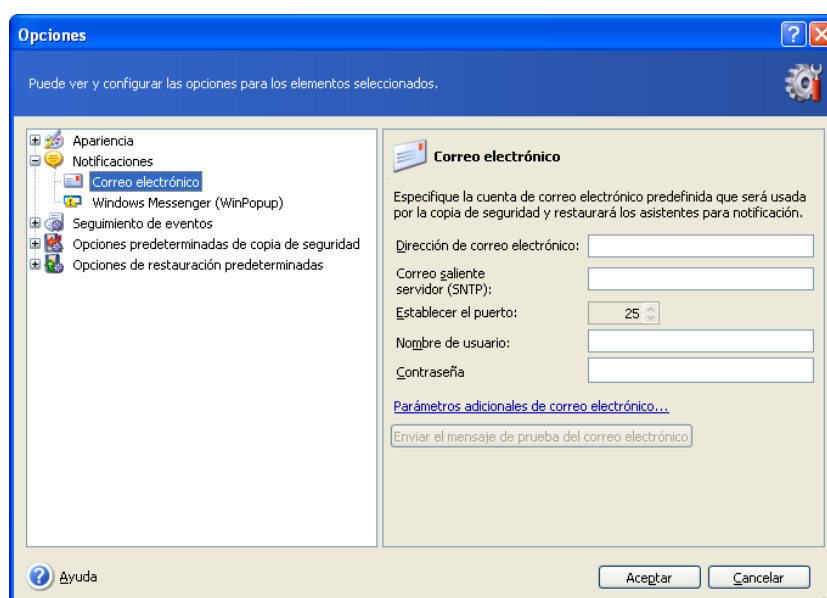 Opciones
Puede ver y configurar las opciones para los elementos seleccionados.
Apariencia
Notificaciones
Correo electrónico
Windows Messenger (WinPopup)
Seguimiento de eventos
Opciones predeterminadas de copia de seguridad
Opciones de restauración predeterminadas
Correo electrónico
Especifique la cuenta de correo electrónico predefinida que será usada
por la copia de seguridad y restaurará los asistentes para notificación.
Dirección de correo electrónico:
Correo saliente
servidor (SNTP):
Establecer el puerto: 25
Nombre de usuario:
Contraseña
Parámetros adicionales de correo electrónico...
Enviar el mensaje de prueba del correo electrónico
Ayuda
Aceptar
Cancelar